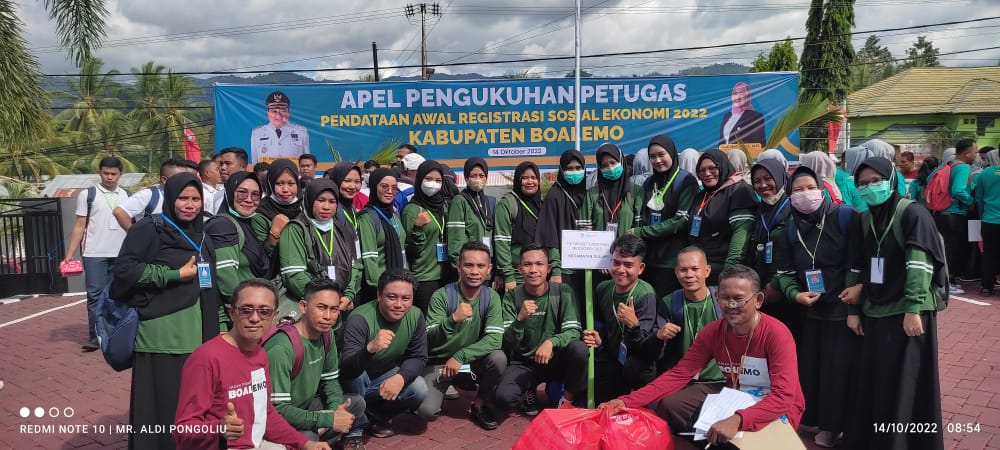 APEL PENGUKUHAN PETUGAS
PENDATAAN AWAL REGISTRASI SOSIAL EKONOMI 2022
KABUPATEN BOALEMO
14 Oktober 2022
BOALEMO
BOALEMO
REDMI NOTE 10 | MR. ALDI PONGOLIU
14/10/2022 08:54